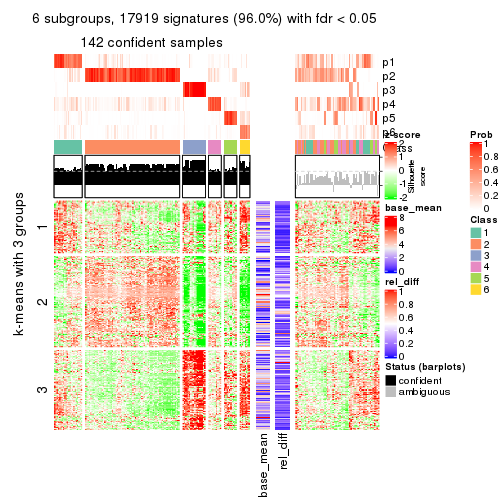 6 subgroups, 17919 signatures (96.0%) with fdr < 0.05
142 confident samples
p1
p2
p3
p4
p5
p6
Class
z-score
2
1
0
-1
-2
Silhouette
score
Prob
1
0.8
0.6
0.4
0.2
0
base_mean
8
6
4
2
0
Class
1
2
3
4
5
6
rel_diff
1
0.8
0.6
0.4
0.2
0
Status (barplots)
confident
ambiguous
k-means with 3 groups
1
2
3
base_mean
rel_diff